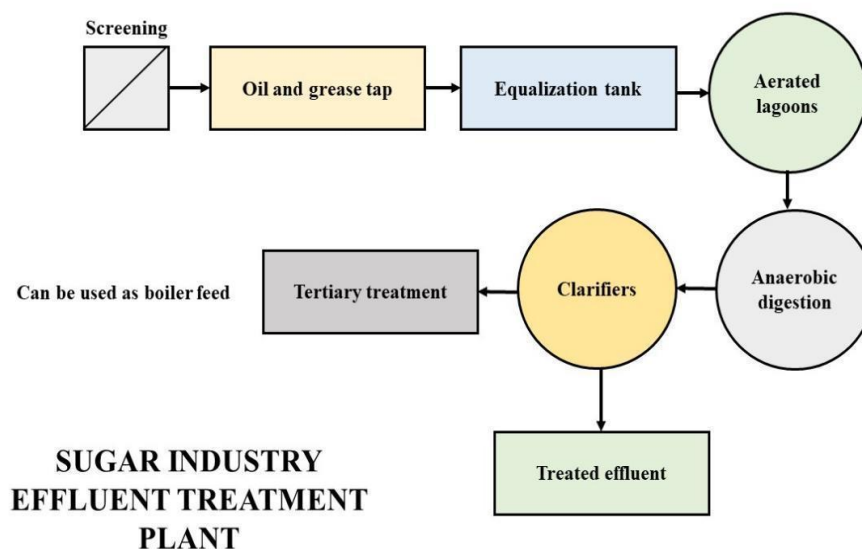 Screening
Oil and grease tap
Equalization tank
Aerated
lagoons
Can be used as boiler feed
Tertiary treatment
Clarifiers
Anaerobic
digestion
Treated effluent
SUGAR INDUSTRY
EFFLUENT TREATMENT
PLANT